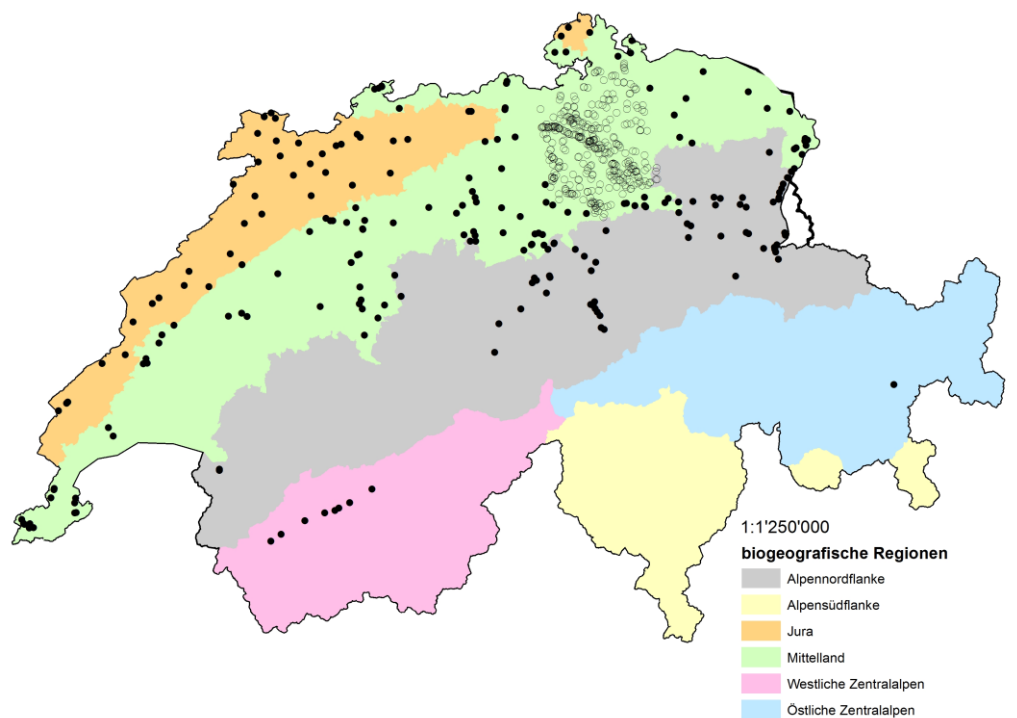 1:1'250'000
biogeografische Regionen
Alpennordflanke
Alpensüdflanke
Jura
Mittelland
Westliche Zentralalpen
Östliche Zentralalpen